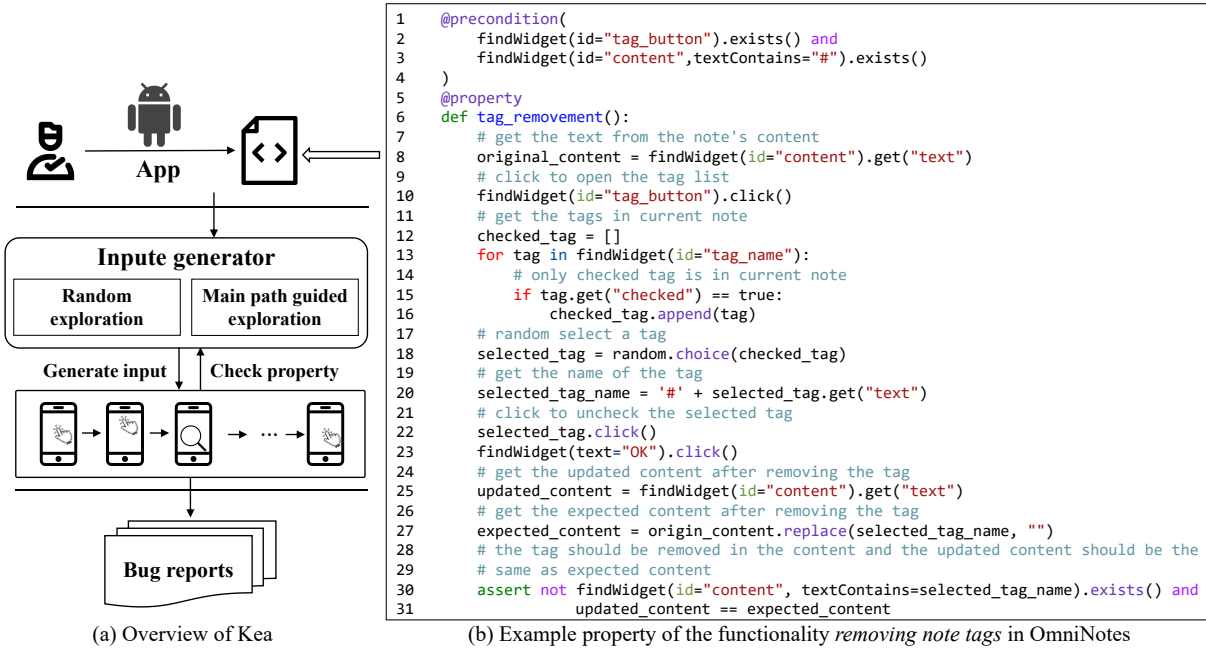 App
Inpute generator
Random
exploration
Main path guided
exploration
Generate input
Check property
...
Bug reports
(a) Overview of Kea
1 @precondition(
2     findWidget(id="tag_button").exists() and
3     findWidget(id="content",textContains="#").exists()
4 )
5 @property
6 def tag_removement():
7     # get the text from the note's content
8     original_content = findWidget(id="content").get("text")
9     # click to open the tag list
10     findWidget(id="tag_button").click()
11     # get the tags in current note
12     checked_tag = []
13     for tag in findWidget(id="tag_name"):
14         # only checked tag is in current note
15         if tag.get("checked") == true:
16             checked_tag.append(tag)
17     # random select a tag
18     selected_tag = random.choice(checked_tag)
19     # get the name of the tag
20     selected_tag_name = '#' + selected_tag.get("text")
21     # click to uncheck the selected tag
22     selected_tag.click()
23     findWidget(text="OK").click()
24     # get the updated content after removing the tag
25     updated_content = findWidget(id="content").get("text")
26     # get the expected content after removing the tag
27     expected_content = origin_content.replace(selected_tag_name, "")
28     # the tag should be removed in the content and the updated content should be the
29     # same as expected content
30     assert not findWidget(id="content", textContains=selected_tag_name).exists() and
31             updated_content == expected_content
(b) Example property of the functionality removing note tags in OmniNotes